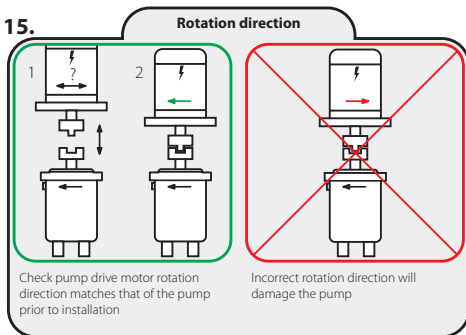 15.
Rotation direction
1
?
2
Check pump drive motor rotation
direction matches that of the pump
prior to installation
Incorrect rotation direction will
damage the pump